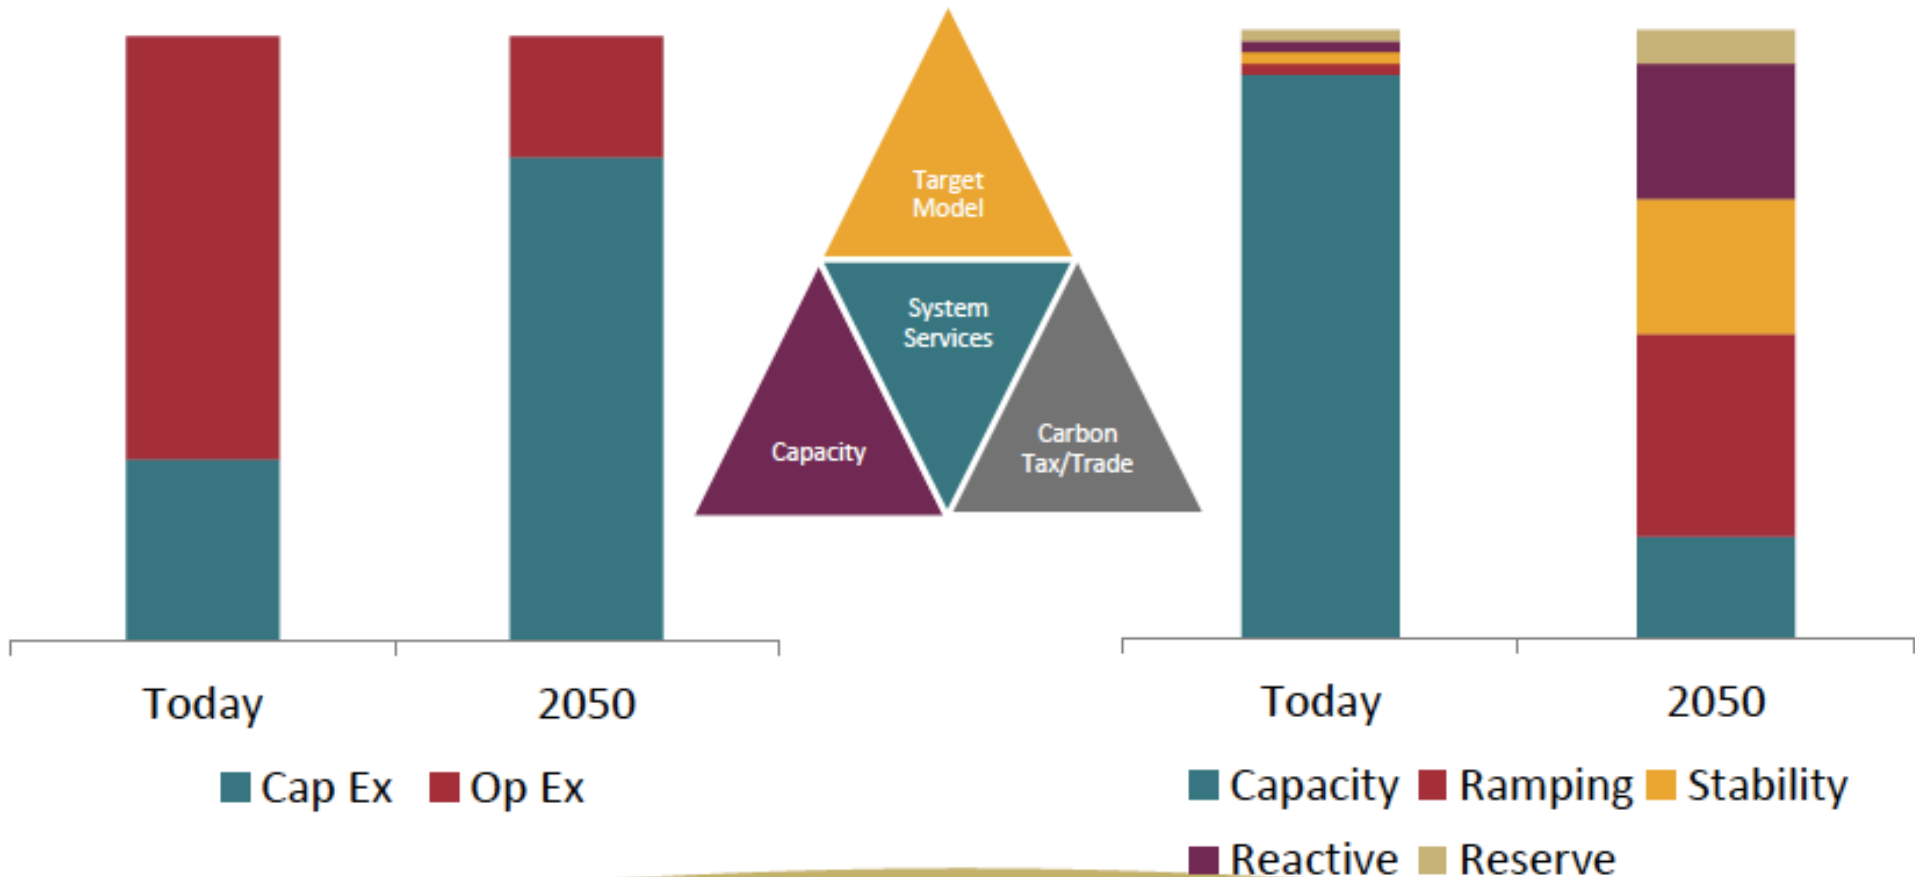 Target
Model
System
Services
Capacity
Carbon
Tax/Trade
Today 2050
Cap Ex Op Ex
Today 2050
Capacity Ramping Stability
Reactive Reserve